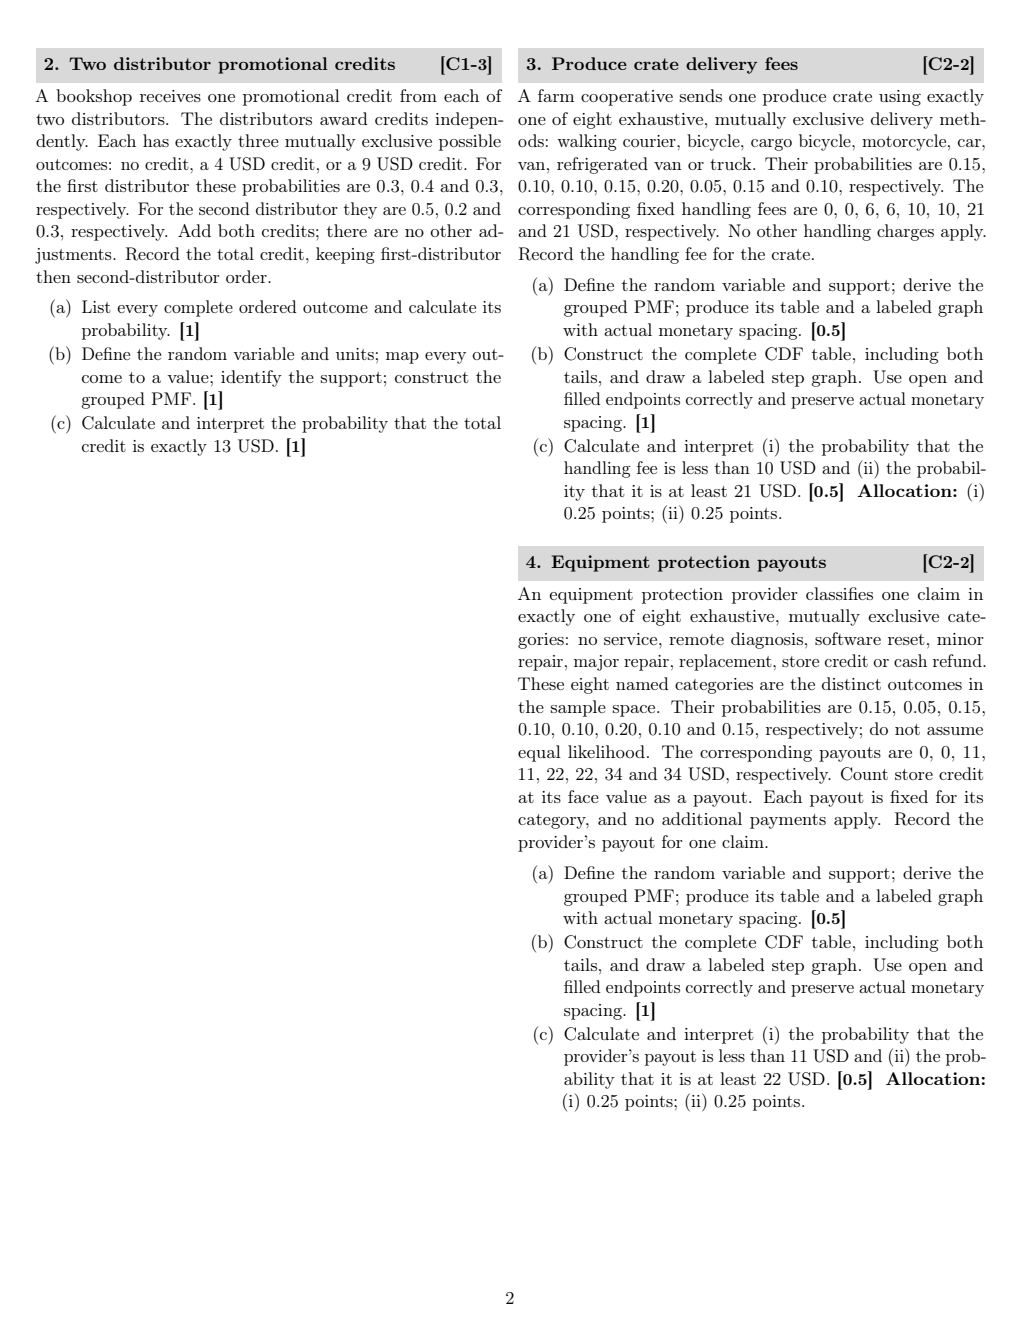 2. Two distributor promotional credits [C1-3]
A bookshop receives one promotional credit from each of
two distributors. The distributors award credits indepen-
dently. Each has exactly three mutually exclusive possible
outcomes: no credit, a 4 USD credit, or a 9 USD credit. For
the first distributor these probabilities are 0.3, 0.4 and 0.3,
respectively. For the second distributor they are 0.5, 0.2 and
0.3, respectively. Add both credits; there are no other ad-
justments. Record the total credit, keeping first-distributor
then second-distributor order.
(a) List every complete ordered outcome and calculate its
probability. [1]
(b) Define the random variable and units; map every out-
come to a value; identify the support; construct the
grouped PMF. [1]
(c) Calculate and interpret the probability that the total
credit is exactly 13 USD. [1]
3. Produce crate delivery fees [C2-2]
A farm cooperative sends one produce crate using exactly
one of eight exhaustive, mutually exclusive delivery meth-
ods: walking courier, bicycle, cargo bicycle, motorcycle, car,
van, refrigerated van or truck. Their probabilities are 0.15,
0.10, 0.10, 0.15, 0.20, 0.05, 0.15 and 0.10, respectively. The
corresponding fixed handling fees are 0, 0, 6, 6, 10, 10, 21
and 21 USD, respectively. No other handling charges apply.
Record the handling fee for the crate.
(a) Define the random variable and support; derive the
grouped PMF; produce its table and a labeled graph
with actual monetary spacing. [0.5]
(b) Construct the complete CDF table, including both
tails, and draw a labeled step graph. Use open and
filled endpoints correctly and preserve actual monetary
spacing. [1]
(c) Calculate and interpret (i) the probability that the
handling fee is less than 10 USD and (ii) the probabil-
ity that it is at least 21 USD. [0.5] Allocation: (i)
0.25 points; (ii) 0.25 points.
4. Equipment protection payouts [C2-2]
An equipment protection provider classifies one claim in
exactly one of eight exhaustive, mutually exclusive cate-
gories: no service, remote diagnosis, software reset, minor
repair, major repair, replacement, store credit or cash refund.
These eight named categories are the distinct outcomes in
the sample space. Their probabilities are 0.15, 0.05, 0.15,
0.10, 0.10, 0.20, 0.10 and 0.15, respectively; do not assume
equal likelihood. The corresponding payouts are 0, 0, 11,
11, 22, 22, 34 and 34 USD, respectively. Count store credit
at its face value as a payout. Each payout is fixed for its
category, and no additional payments apply. Record the
provider's payout for one claim.
(a) Define the random variable and support; derive the
grouped PMF; produce its table and a labeled graph
with actual monetary spacing. [0.5]
(b) Construct the complete CDF table, including both
tails, and draw a labeled step graph. Use open and
filled endpoints correctly and preserve actual monetary
spacing. [1]
(c) Calculate and interpret (i) the probability that the
provider's payout is less than 11 USD and (ii) the prob-
ability that it is at least 22 USD. [0.5] Allocation:
(i) 0.25 points; (ii) 0.25 points.
2